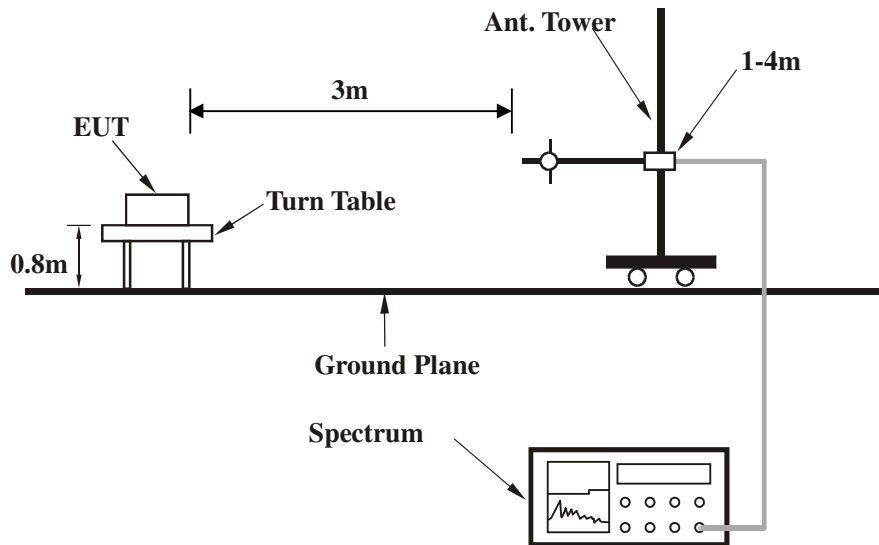 Ant. Tower
1-4m
3m
EUT
Turn Table
0.8m
Ground Plane
Spectrum